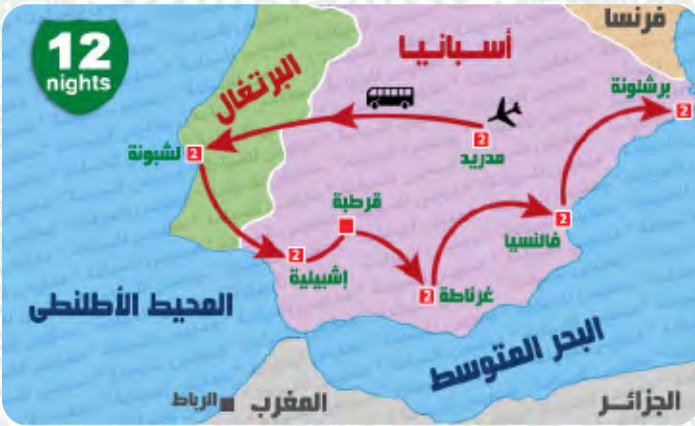 12
nights
فرنسا
أسبانيا
البرتغال
برشلونة
2
مدريد
2
لشبونة
2
قرطبة
إشبيلية
2
غرناطة
2
فالنسيا
2
المحيط الأطلنطى
البحر المتوسط
الرباط
المغرب
الجزائر